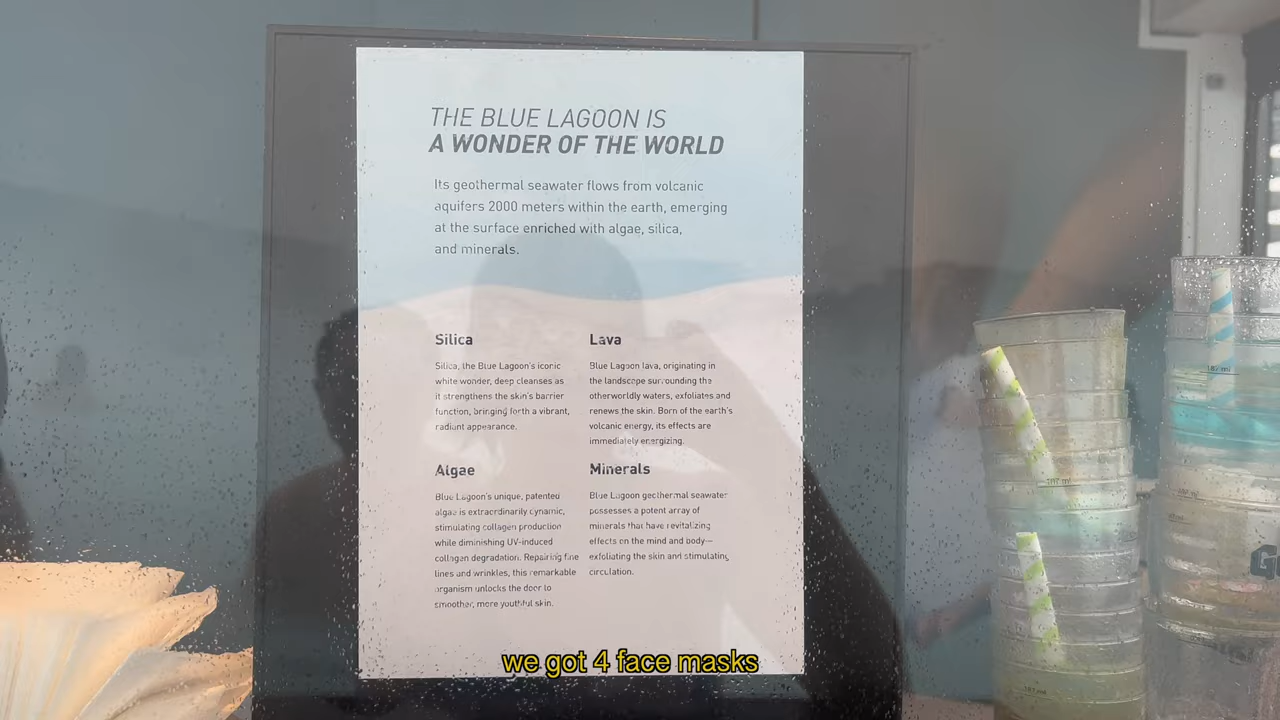 THE BLUE LAGOON IS
A WONDER OF THE WORLD
Its geothermal seawater flows from volcanic
aquifers 2000 meters within the earth, emerging
at the surface enriched with algae, silica,
and minerals.
Silica
Silica, the Blue Lagoon's iconic
white wonder, deep cleanses as
it strengthens the skin's barrier
function, bringing forth a vibrant,
radiant appearance.
Lava
Blue Lagoon lava, originating in
the landscape surrounding the
otherworldly waters, exfoliates and
renews the skin. Born of the earth's
volcanic energy, its effects are
immediately energizing.
Algae
Blue Lagoon's unique, patented
algae is extraordinarily dynamic,
stimulating collagen production
while diminishing UV-induced
collagen degradation. Repairing fine
lines and wrinkles, this remarkable
organism unlocks the door to
smoother, more youthful skin.
Minerals
Blue Lagoon geothermal seawater
possesses a potent array of
minerals that have revitalizing
effects on the mind and body—
exfoliating the skin and stimulating
circulation.
we got 4 face masks